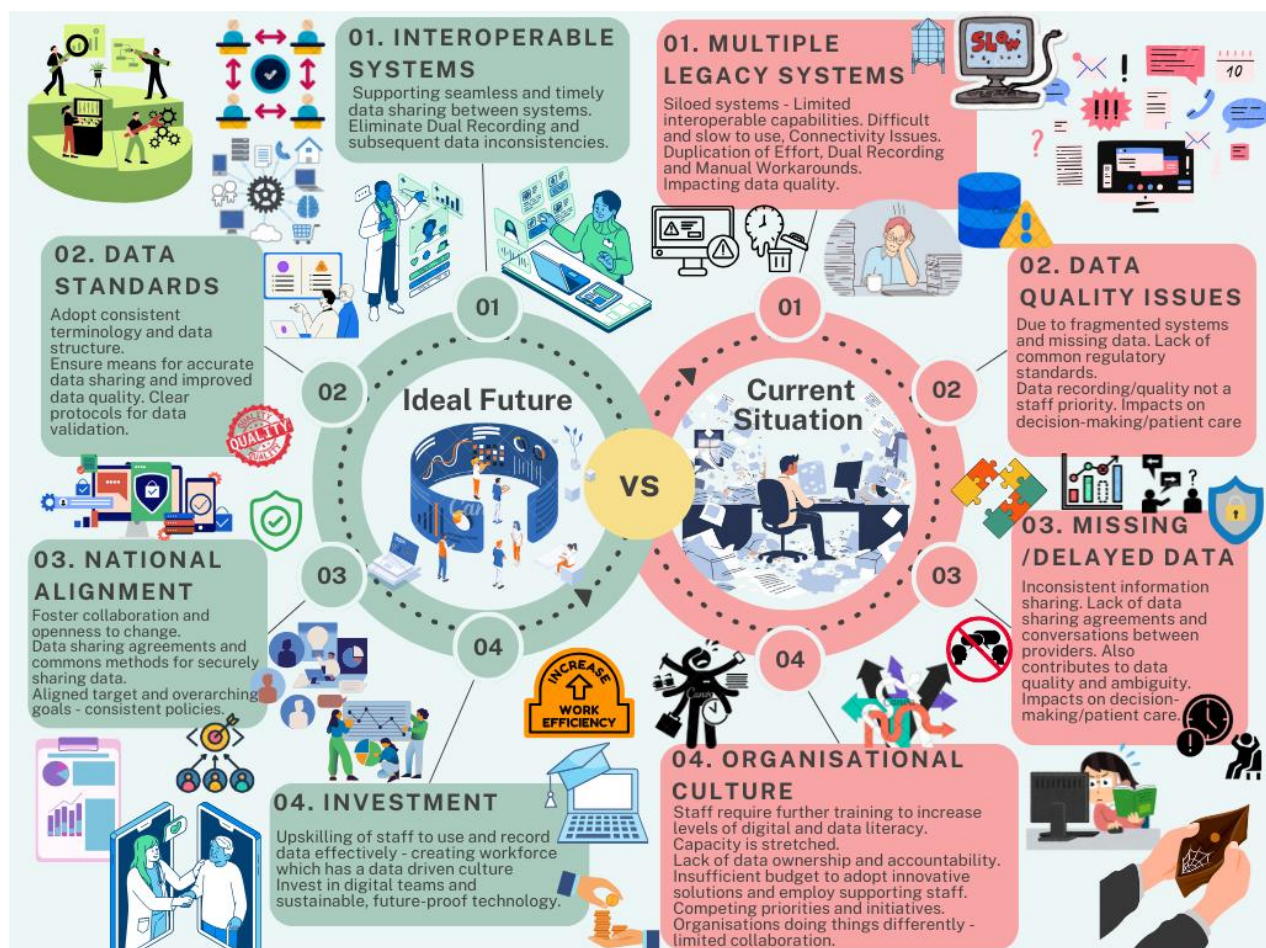 01. INTEROPERABLE
SYSTEMS
Supporting seamless and timely
data sharing between systems.
Eliminate Dual Recording and
subsequent data inconsistencies.
01. MULTIPLE
LEGACY SYSTEMS
Siloed systems - Limited
interoperable capabilities. Difficult
and slow to use, Connectivity Issues.
Duplication of Effort, Dual Recording
and Manual Workarounds.
Impacting data quality.
SLOW
10
!
!!!
?
02. DATA
STANDARDS
Adopt consistent
terminology and data
structure.
Ensure means for accurate
data sharing and improved
data quality. Clear
protocols for data
validation.
QUALITY
QUALITY
QUALITY
02. DATA
QUALITY ISSUES
Due to fragmented systems
and missing data. Lack of
common regulatory
standards.
Data recording/quality not a
staff priority. Impacts on
decision-making/patient care
01
02
03
04
Ideal Future
VS
Current
Situation
01
02
03
04
03. NATIONAL
ALIGNMENT
Foster collaboration and
openness to change.
Data sharing agreements and
commons methods for securely
sharing data.
Aligned target and overarching
goals - consistent policies.
03. MISSING
/DELAYED DATA
Inconsistent information
sharing. Lack of data
sharing agreements and
conversations between
providers. Also
contributes to data
quality and ambiguity.
Impacts on decision-
making/patient care.
INCREASE
WORK
EFFICIENCY
04. INVESTMENT
Upskilling of staff to use and record
data effectively - creating workforce
which has a data driven culture
Invest in digital teams and
sustainable, future-proof technology.
04. ORGANISATIONAL
CULTURE
Staff require further training to increase
levels of digital and data literacy.
Capacity is stretched.
Lack of data ownership and accountability.
Insufficient budget to adopt innovative
solutions and employ supporting staff.
Competing priorities and initiatives.
Organisations doing things differently -
limited collaboration.